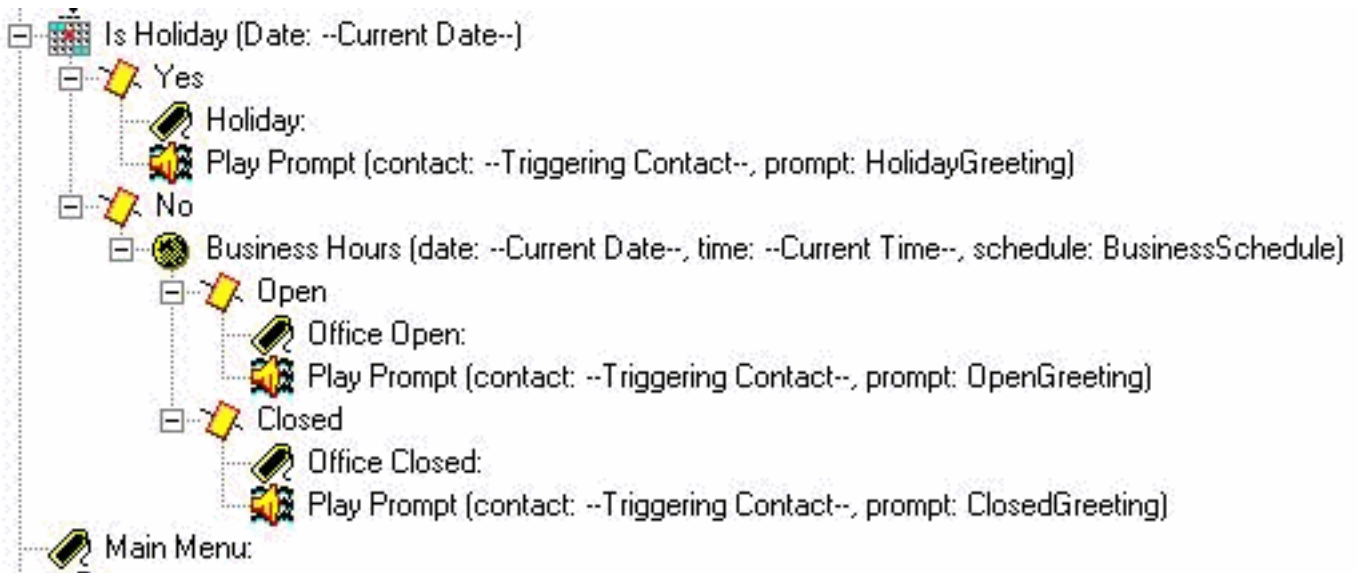 Is Holiday (Date: --Current Date--)
Yes
Holiday:
Play Prompt (contact: --Triggering Contact--, prompt: HolidayGreeting)
No
Business Hours (date: --Current Date--, time: --Current Time--, schedule: BusinessSchedule)
Open
Office Open:
Play Prompt (contact: --Triggering Contact--, prompt: OpenGreeting)
Closed
Office Closed:
Play Prompt (contact: --Triggering Contact--, prompt: ClosedGreeting)
Main Menu: